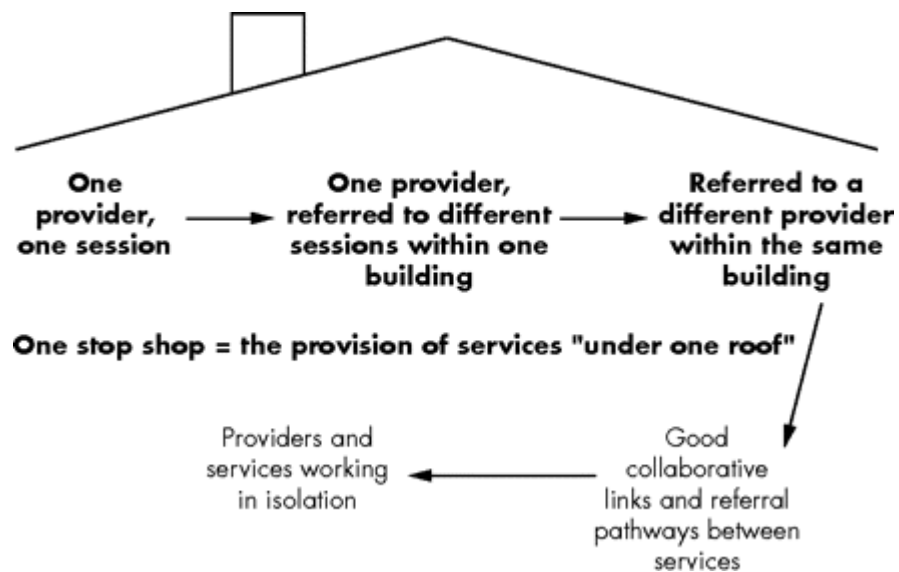 One
provider,
one session
One provider,
referred to different
sessions within one
building
Referred to a
different provider
within the same
building
One stop shop = the provision of services "under one roof"
Good
collaborative
links and referral
pathways between
services
Providers and
services working
in isolation